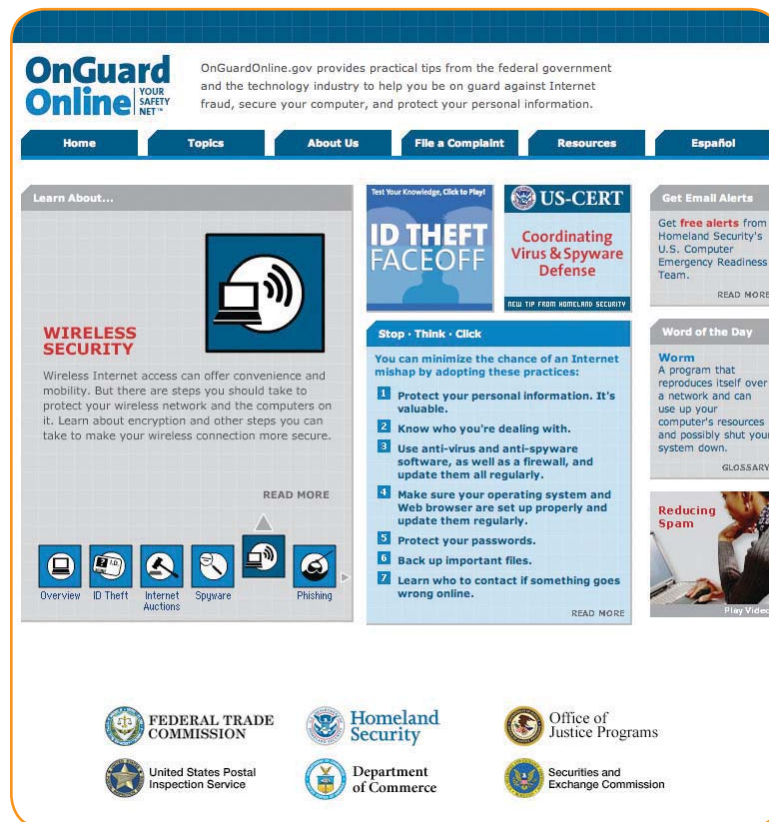 OnGuard
Online
YOUR
SAFETY
NET™
OnGuardOnline.gov provides practical tips from the federal government
and the technology industry to help you be on guard against Internet
fraud, secure your computer, and protect your personal information.
Home
Topics
About Us
File a Complaint
Resources
Español
Learn About...
WIRELESS
SECURITY
Wireless Internet access can offer convenience and
mobility. But there are steps you should take to
protect your wireless network and the computers on
it. Learn about encryption and other steps you can
take to make your wireless connection more secure.
READ MORE
Overview
ID Theft
Internet
Auctions
Spyware
Phishing
Test Your Knowledge, Click to Play!
ID THEFT
FACEOFF
US-CERT
Coordinating
Virus & Spyware
Defense
NEW TIP FROM HOMELAND SECURITY
Stop · Think · Click
You can minimize the chance of an Internet
mishap by adopting these practices:
1 Protect your personal information. It's
valuable.
2 Know who you're dealing with.
3 Use anti-virus and anti-spyware
software, as well as a firewall, and
update them all regularly.
4 Make sure your operating system and
Web browser are set up properly and
update them regularly.
5 Protect your passwords.
6 Back up important files.
7 Learn who to contact if something goes
wrong online.
READ MORE
Get Email Alerts
Get free alerts from
Homeland Security's
U.S. Computer
Emergency Readiness
Team.
READ MORE
Word of the Day
Worm
A program that
reproduces itself over
a network and can
use up your
computer's resources
and possibly shut your
system down.
GLOSSARY
Reducing
Spam
Play Video
FEDERAL TRADE
COMMISSION
Homeland
Security
Office of
Justice Programs
United States Postal
Inspection Service
Department
of Commerce
Securities and
Exchange Commission